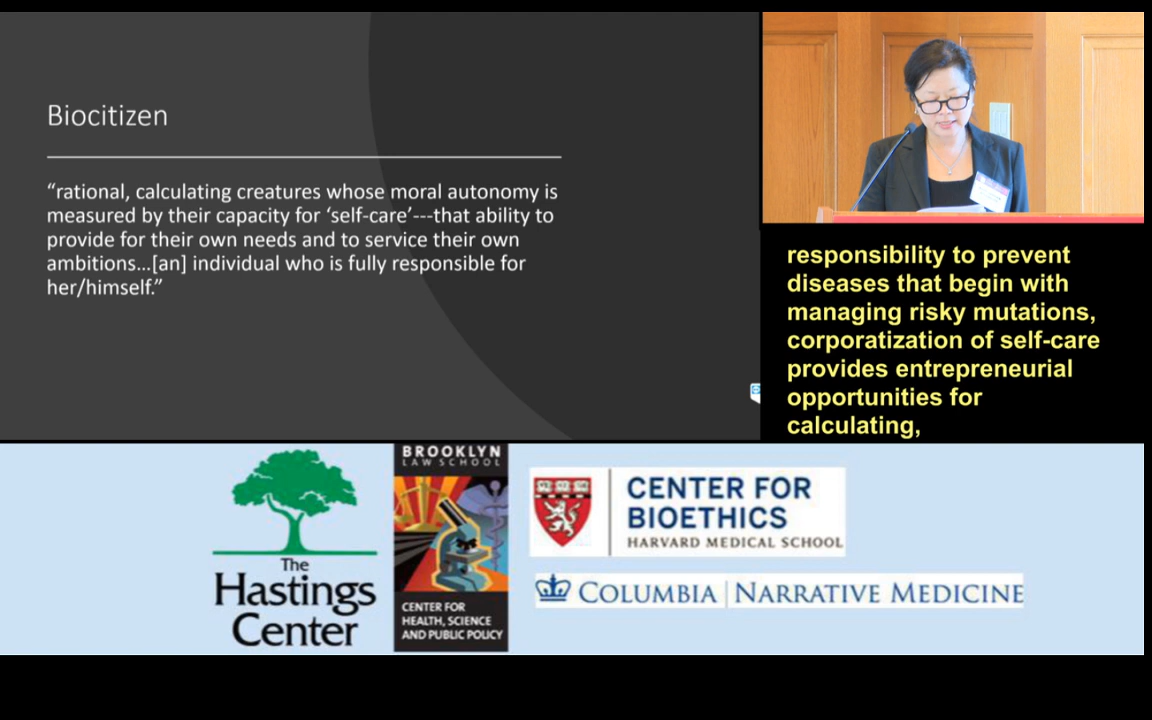 Biocitizen
“rational, calculating creatures whose moral autonomy is
measured by their capacity for ‘self-care’---that ability to
provide for their own needs and to service their own
ambitions…[an] individual who is fully responsible for
her/himself.”
responsibility to prevent
diseases that begin with
managing risky mutations,
corporatization of self-care
provides entrepreneurial
opportunities for
calculating,
The
Hastings
Center
BROOKLYN
LAW SCHOOL
CENTER FOR
HEALTH, SCIENCE
AND PUBLIC POLICY
CENTER FOR
BIOETHICS
HARVARD MEDICAL SCHOOL
COLUMBIA | NARRATIVE MEDICINE